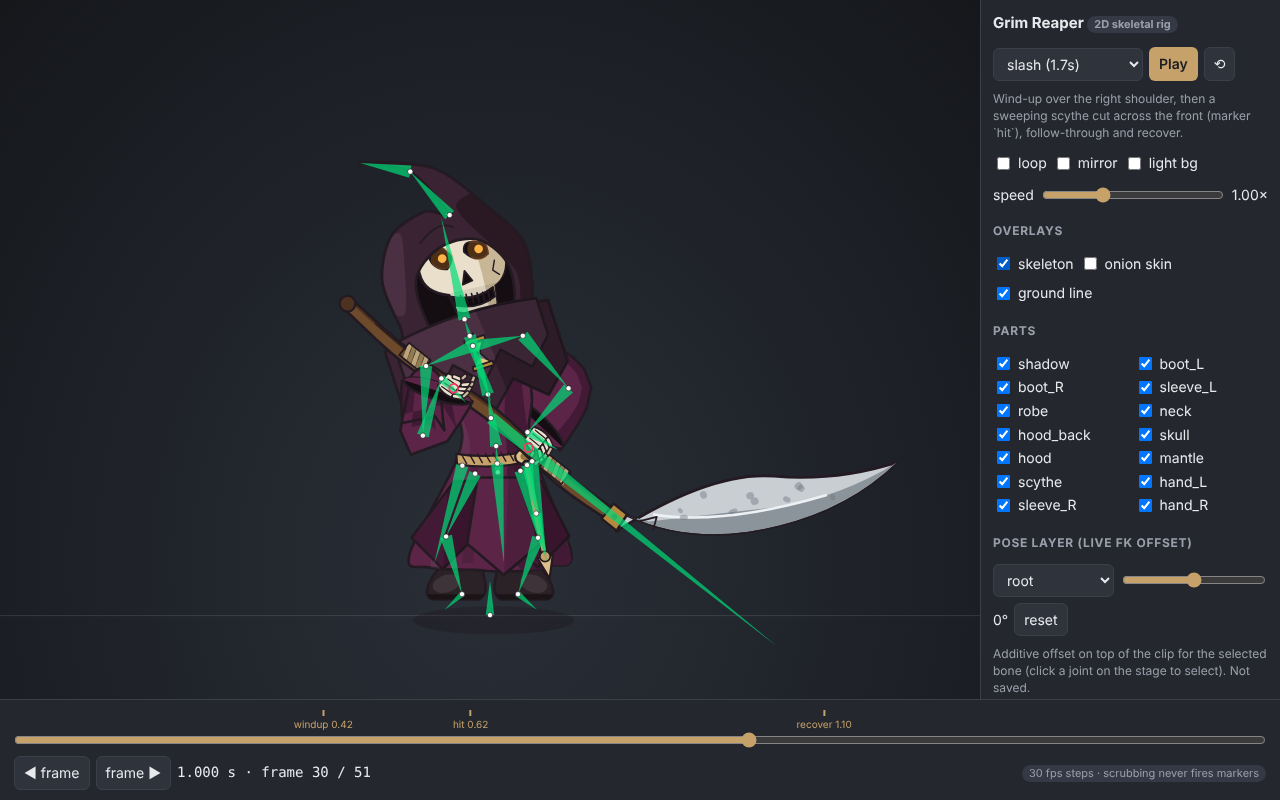 Grim Reaper 2D skeletal rig
slash (1.7s) Play ⟲
Wind-up over the right shoulder, then a
sweeping scythe cut across the front (marker
`hit`), follow-through and recover.
loop mirror light bg
speed 1.00×
OVERLAYS
skeleton onion skin
ground line
PARTS
shadow boot_L
boot_R sleeve_L
robe neck
hood_back skull
hood mantle
scythe hand_L
sleeve_R hand_R
POSE LAYER (LIVE FK OFFSET)
root
0° reset
Additive offset on top of the clip for the selected
bone (click a joint on the stage to select). Not
saved.
windup 0.42 hit 0.62 recover 1.10
◀ frame frame ▶ 1.000 s · frame 30 / 51 30 fps steps · scrubbing never fires markers